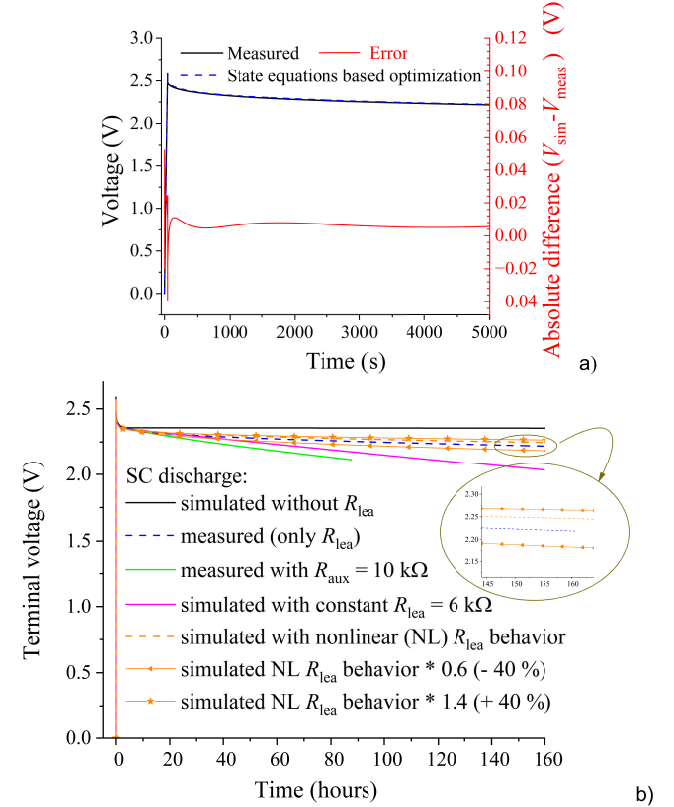 Measured
Error
State equations based optimization
Voltage (V)
3.0
2.5
2.0
1.5
1.0
0.5
0.0
0
1000
2000
3000
4000
5000
Time (s)
0.12
0.10
0.08
0.06
0.04
0.02
0.00
−0.02
0.04
Absolute difference (Vsim-Vmeas) (V)
a)
Terminal voltage (V)
2.5
2.0
1.5
1.0
0.5
0.0
SC discharge:
simulated without Rlea
measured (only Rlea)
measured with Raux = 10 kΩ
simulated with constant Rlea = 6 kΩ
simulated with nonlinear (NL) Rlea behavior
simulated NL Rlea behavior * 0.6 (- 40 %)
simulated NL Rlea behavior * 1.4 (+ 40 %)
2.30
2.25
2.20
2.15
145
150
155
160
0
20
40
60
80
100
120
140
160
Time (hours)
b)